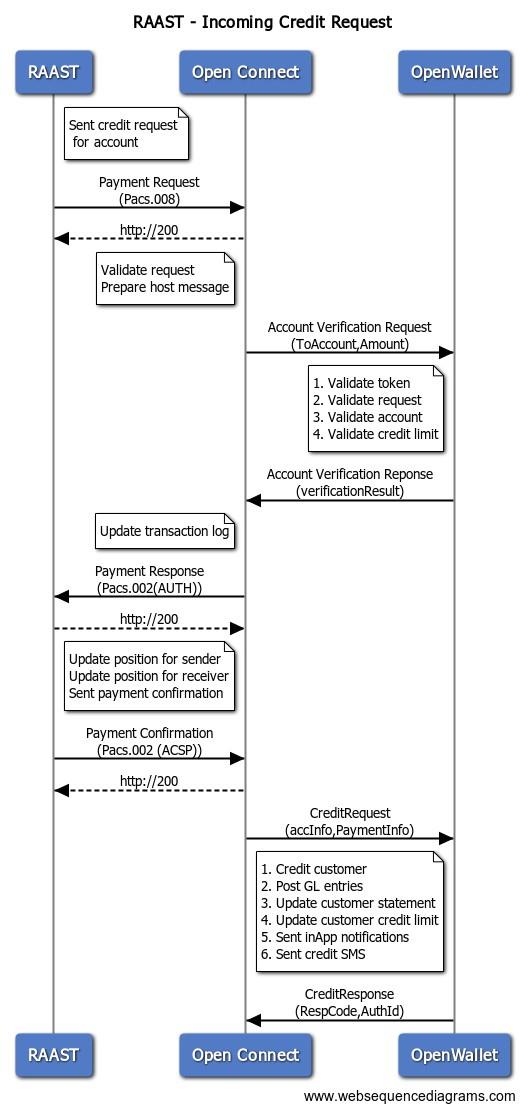 RAAST - Incoming Credit Request
RAAST
Open Connect
OpenWallet
Sent credit request
for account
Payment Request
(Pacs.008)
http://200
Validate request
Prepare host message
Account Verification Request
(ToAccount,Amount)
1. Validate token
2. Validate request
3. Validate account
4. Validate credit limit
Account Verification Reponse
(verificationResult)
Update transaction log
Payment Response
(Pacs.002(AUTH))
http://200
Update position for sender
Update position for receiver
Sent payment confirmation
Payment Confirmation
(Pacs.002 (ACSP))
http://200
CreditRequest
(accInfo,PaymentInfo)
1. Credit customer
2. Post GL entries
3. Update customer statement
4. Update customer credit limit
5. Sent inApp notifications
6. Sent credit SMS
CreditResponse
(RespCode,AuthId)
RAAST
Open Connect
OpenWallet
www.websequencediagrams.com